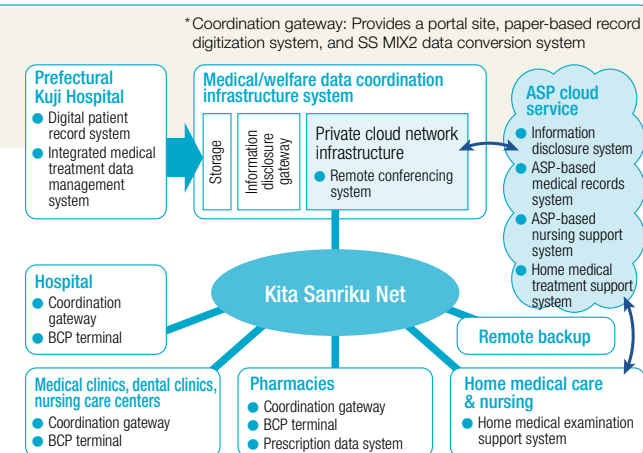 *Coordination gateway: Provides a portal site, paper-based record
digitization system, and SS MIX2 data conversion system
Prefectural
Kuji Hospital
● Digital patient
record system
● Integrated medical
treatment data
management
system
Medical/welfare data coordination
infrastructure system
Storage
Information
disclosure
gateway
Private cloud network
infrastructure
● Remote conferencing
system
ASP cloud
service
● Information
disclosure system
● ASP-based
medical records
system
● ASP-based
nursing support
system
● Home medical
treatment support
system
Kita Sanriku Net
Hospital
● Coordination
gateway
● BCP terminal
Remote backup
Medical clinics, dental clinics,
nursing care centers
● Coordination gateway
● BCP terminal
Pharmacies
● Coordination gateway
● BCP terminal
● Prescription data system
Home medical care
& nursing
● Home medical examination
support system